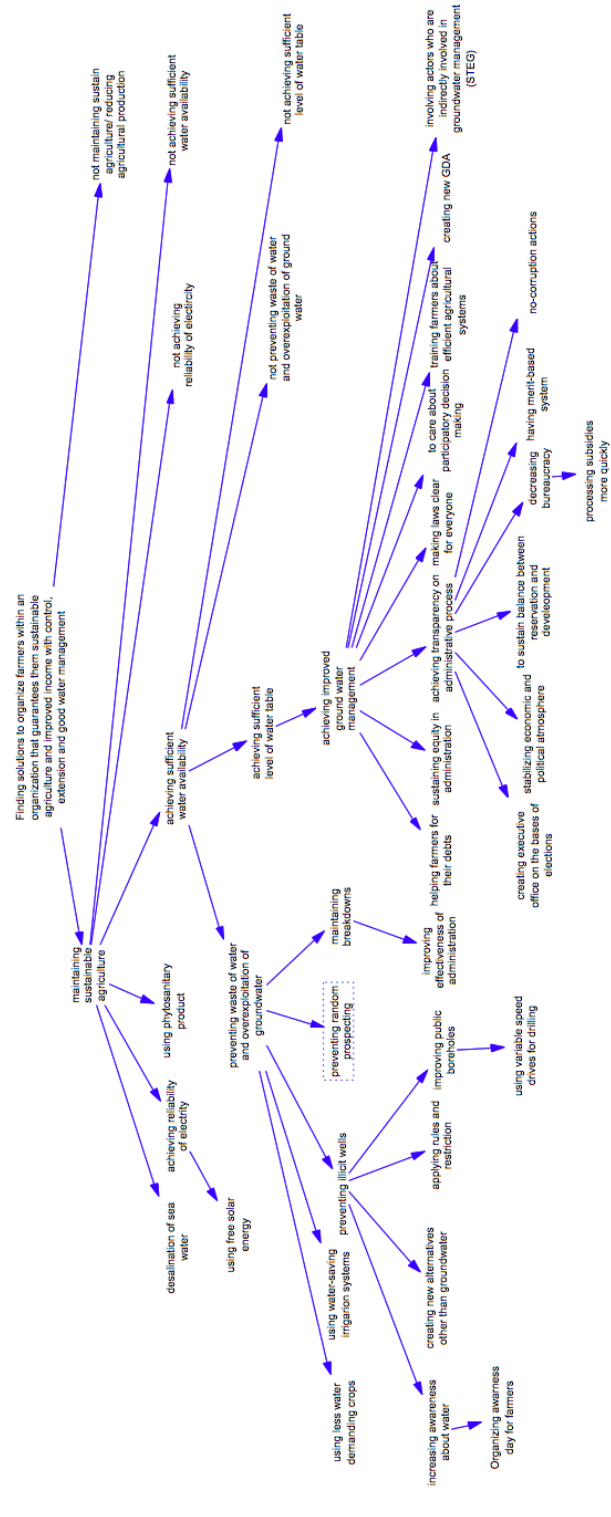 Finding solutions to organize farmers within an
organization that guarantees them sustainable
agriculture and improved income with control,
extension and good water management
maintaining
sustainable
agriculture
not maintaining sustain
agriculture/ reducing
agricultural production
desalination of sea
water
achieving reliability
of electrity
using phytosanitary
product
achieving sufficient
water availability
not achieving
reliability of electircity
not achieving sufficient
water availability
using free solar
energy
preventing waste of water
and overexploitation of
groundwater
achieving sufficient
level of water table
not preventing waste of water
and overexploitation of ground
water
not achieving sufficient
level of water table
using less water
demanding crops
using water-saving
irrigarion systems
preventing illicit wells
preventing random
prospecting
maintaining
breakdowns
achieving improved
ground water
management
increasing awareness
about water
creating new alternatives
other than groundwater
applying rules and
restriction
improving public
boreholes
improving
effectiveness of
administration
helping farmers for
their debts
sustaining equity in
administration
achieving transparency on
administrative process
making laws clear
for everyone
to care about
participatory decision
making
training farmers about
efficient agricultural
systems
creating new GDA
involving actors who are
indirectly involved in
groundwater management
(STEG)
Organizing awarness
day for farmers
using variable speed
drives for drilling
creating executive
office on the bases of
elections
stabilizing economic and
political atmosphere
to sustain balance between
reservation and
develeopment
decreasing
bureaucracy
having merit-based
system
no-corruption actions
processing subsidies
more quickly